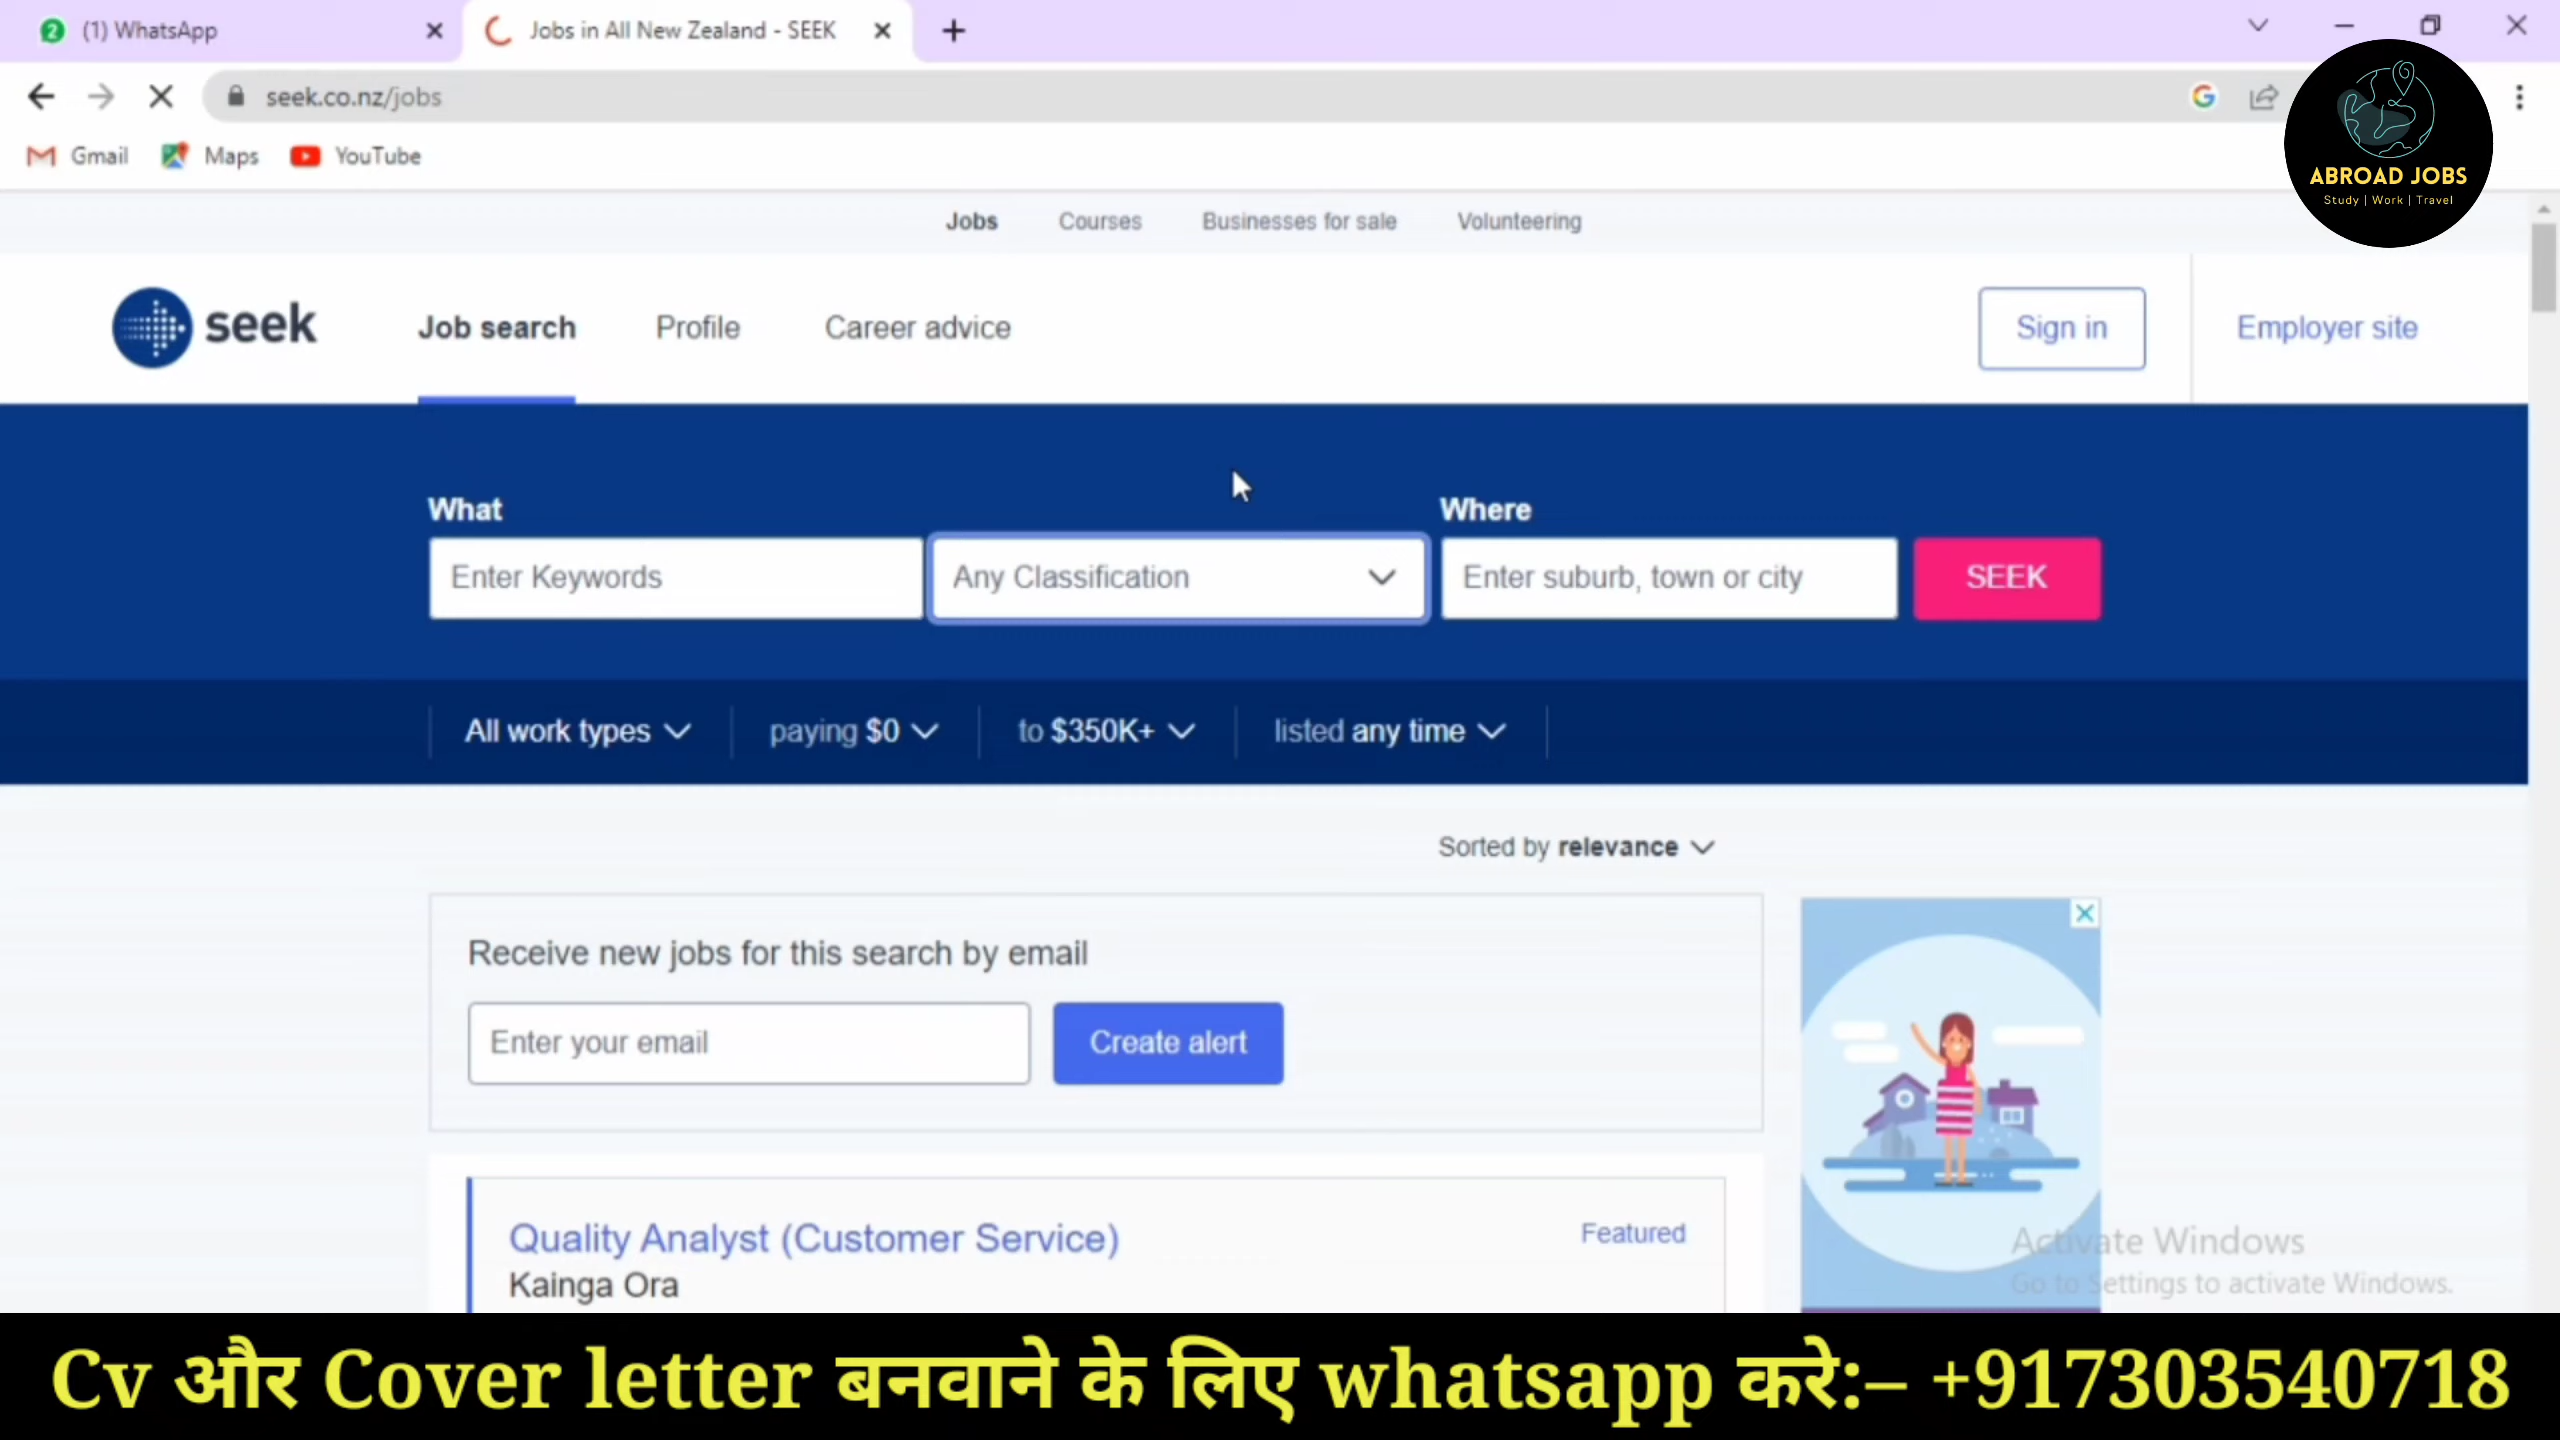 (1) WhatsApp
Jobs in All New Zealand - SEEK
seek.co.nz/jobs
Gmail Maps YouTube
ABROAD JOBS
Study | Work | Travel
Jobs Courses Businesses for sale Volunteering
seek Job search Profile Career advice Sign in Employer site
What Where
Enter Keywords Any Classification Enter suburb, town or city SEEK
All work types paying $0 to $350K+ listed any time
Sorted by relevance
Receive new jobs for this search by email
Enter your email Create alert
Quality Analyst (Customer Service) Featured
Kainga Ora
Activate Windows
Go to Settings to activate Windows.
Cv और Cover letter बनवाने के लिए whatsapp करे:– +917303540718